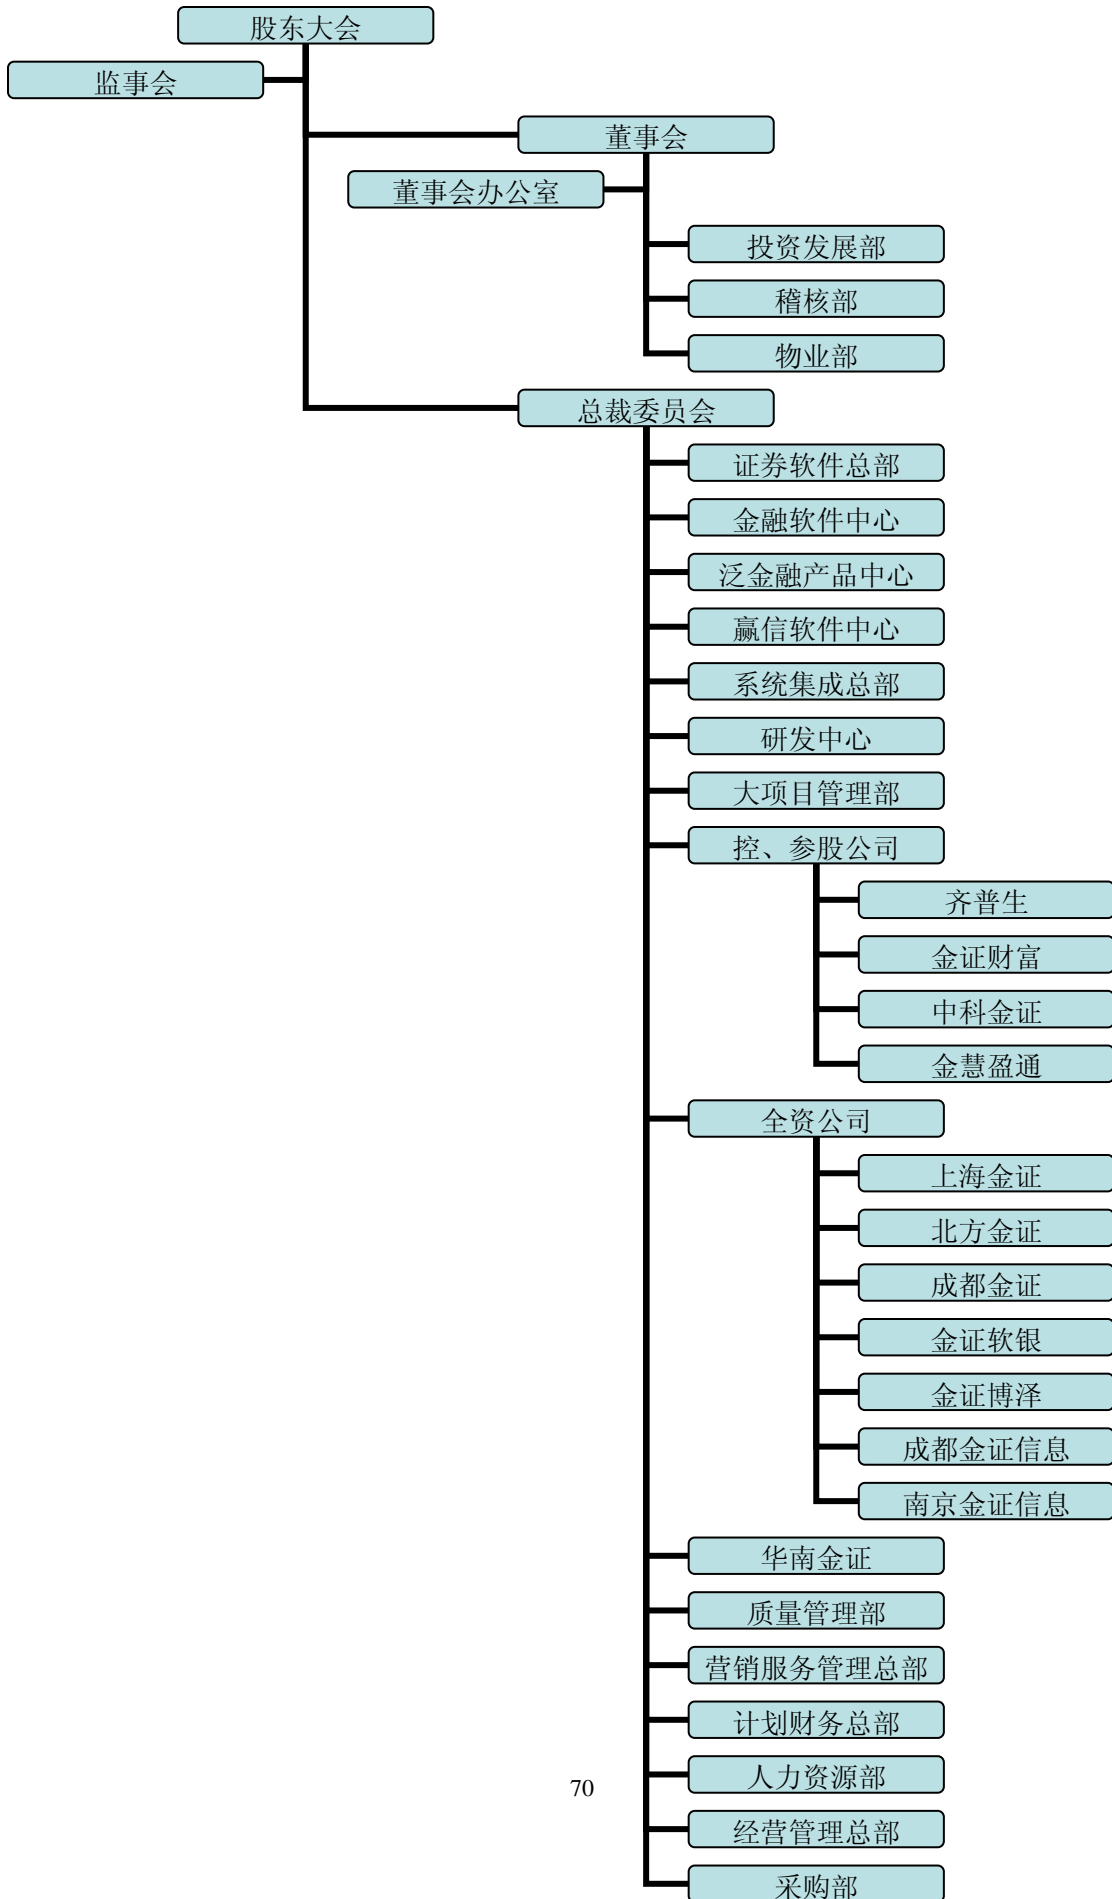 股东大会
监事会
董事会
董事会办公室
投资发展部
稽核部
物业部
总裁委员会
证券软件总部
金融软件中心
泛金融产品中心
赢信软件中心
系统集成总部
研发中心
大项目管理部
控、参股公司
齐普生
金证财富
中科金证
金慧盈通
全资公司
上海金证
北方金证
成都金证
金证软银
金证博泽
成都金证信息
南京金证信息
华南金证
质量管理部
营销服务管理总部
计划财务总部
人力资源部
70
经营管理总部
采购部